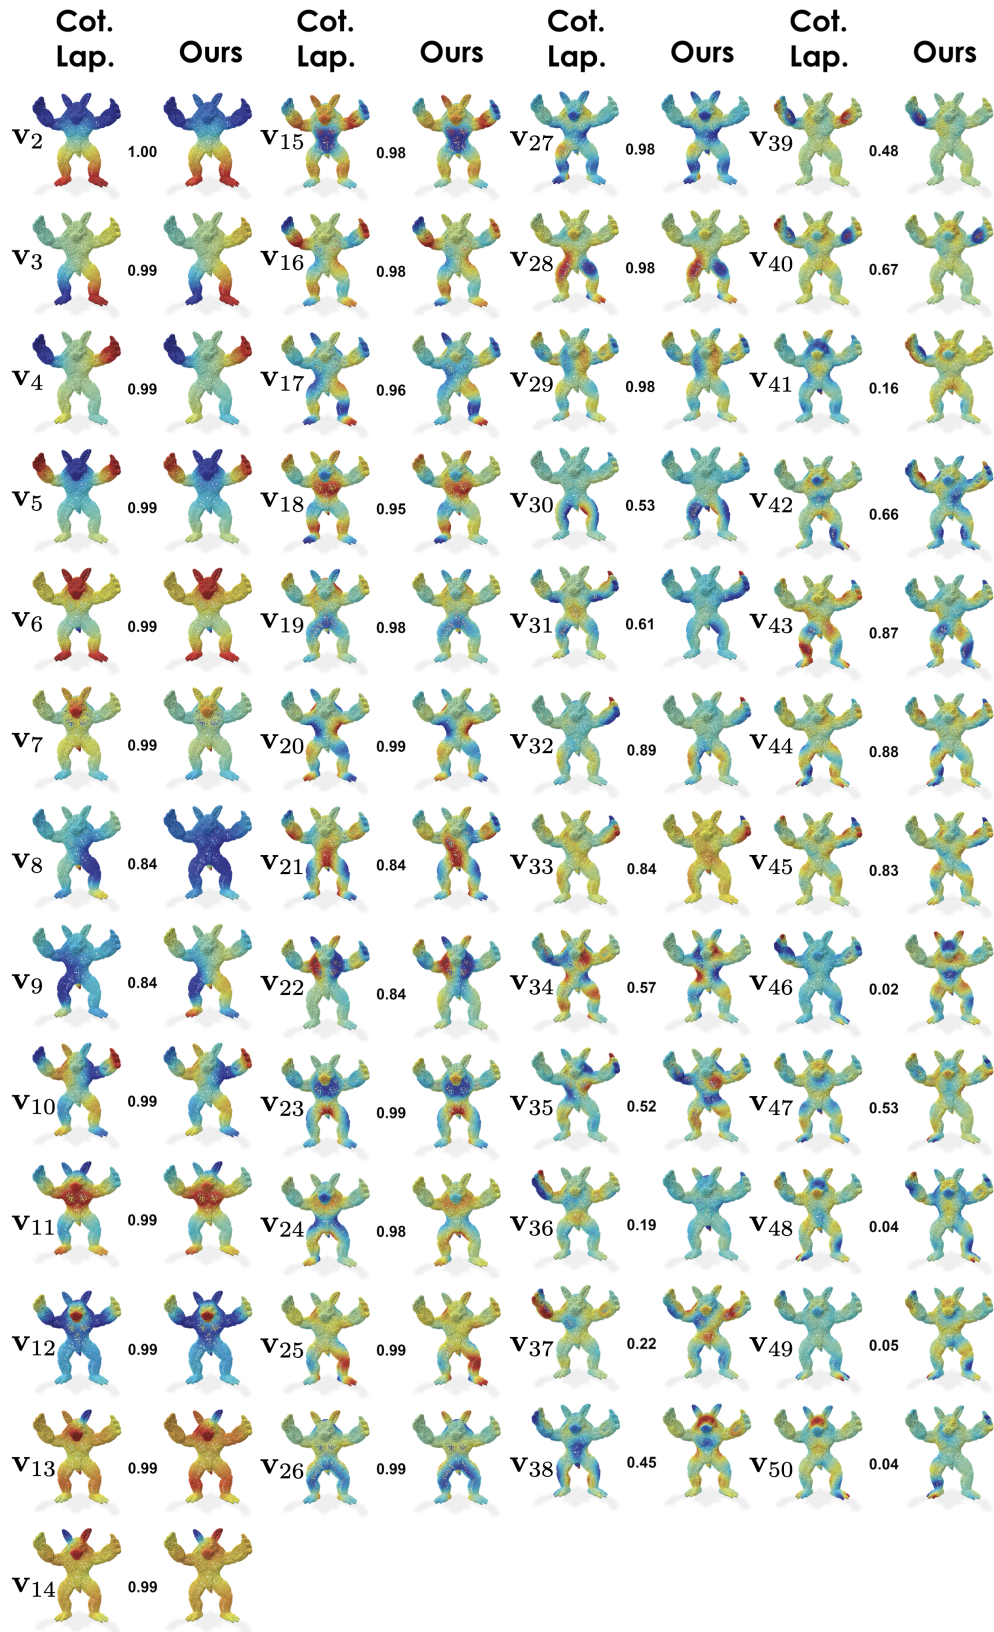 Cot. Lap. Ours Cot. Lap. Ours Cot. Lap. Ours Cot. Lap. Ours
v2 1.00 v15 0.98 v27 0.98 v39 0.48
v3 0.99 v16 0.98 v28 0.98 v40 0.67
v4 0.99 v17 0.96 v29 0.98 v41 0.16
v5 0.99 v18 0.95 v30 0.53 v42 0.66
v6 0.99 v19 0.98 v31 0.61 v43 0.87
v7 0.99 v20 0.99 v32 0.89 v44 0.88
v8 0.84 v21 0.84 v33 0.84 v45 0.83
v9 0.84 v22 0.84 v34 0.57 v46 0.02
v10 0.99 v23 0.99 v35 0.52 v47 0.53
v11 0.99 v24 0.98 v36 0.19 v48 0.04
v12 0.99 v25 0.99 v37 0.22 v49 0.05
v13 0.99 v26 0.99 v38 0.45 v50 0.04
v14 0.99